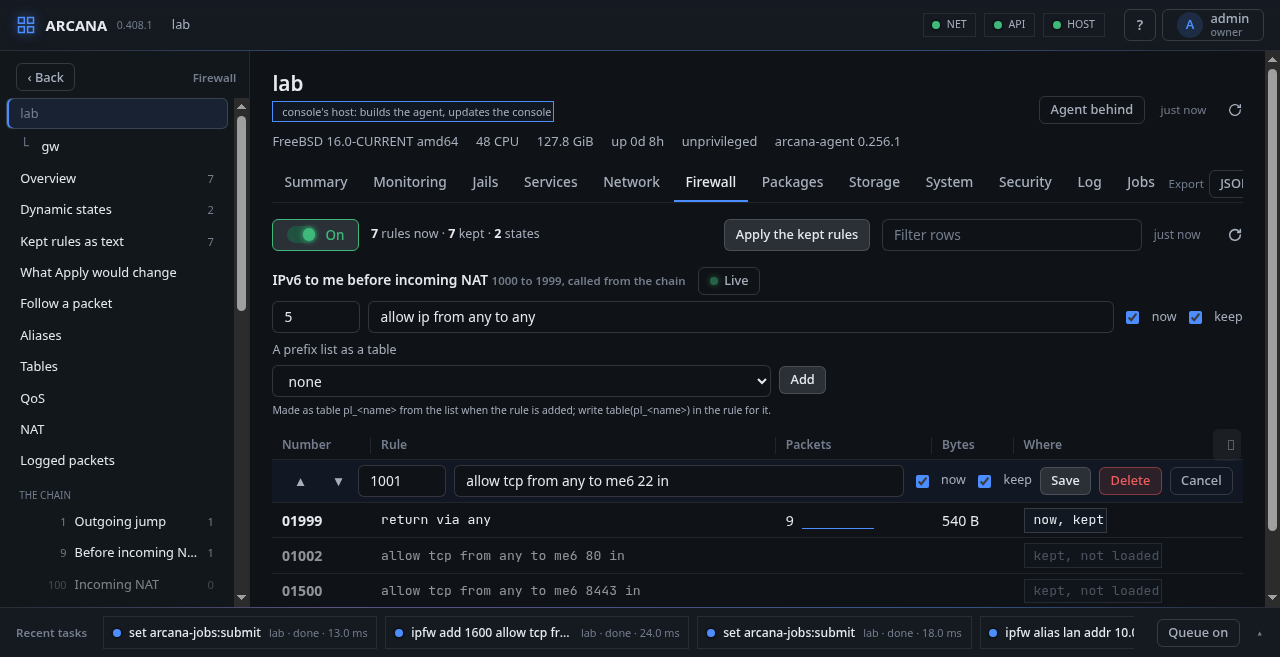 ARCANA 0.408.1 lab NET API HOST ? A admin owner
‹ Back Firewall
lab
gw
Overview 7
Dynamic states 2
Kept rules as text 7
What Apply would change
Follow a packet
Aliases
Tables
QoS
NAT
Logged packets
THE CHAIN
1 Outgoing jump 1
9 Before incoming N... 1
100 Incoming NAT 0
lab
console's host: builds the agent, updates the console
Agent behind just now
FreeBSD 16.0-CURRENT amd64 48 CPU 127.8 GiB up 0d 8h unprivileged arcana-agent 0.256.1
Summary Monitoring Jails Services Network Firewall Packages Storage System Security Log Jobs Export JSON
On 7 rules now · 7 kept · 2 states Apply the kept rules Filter rows just now
IPv6 to me before incoming NAT 1000 to 1999, called from the chain Live
5 allow ip from any to any now keep
A prefix list as a table
none Add
Made as table pl_<name> from the list when the rule is added; write table(pl_<name>) in the rule for it.
Number Rule Packets Bytes Where
▲ ▼ 1001 allow tcp from any to me6 22 in now keep Save Delete Cancel
01999 return via any 9 540 B now, kept
01002 allow tcp from any to me6 80 in kept, not loaded
01500 allow tcp from any to me6 8443 in kept, not loaded
Recent tasks set arcana-jobs:submit lab · done · 13.0 ms ipfw add 1600 allow tcp fr... lab · done · 24.0 ms set arcana-jobs:submit lab · done · 18.0 ms ipfw alias lan addr 10.0 Queue on ▴